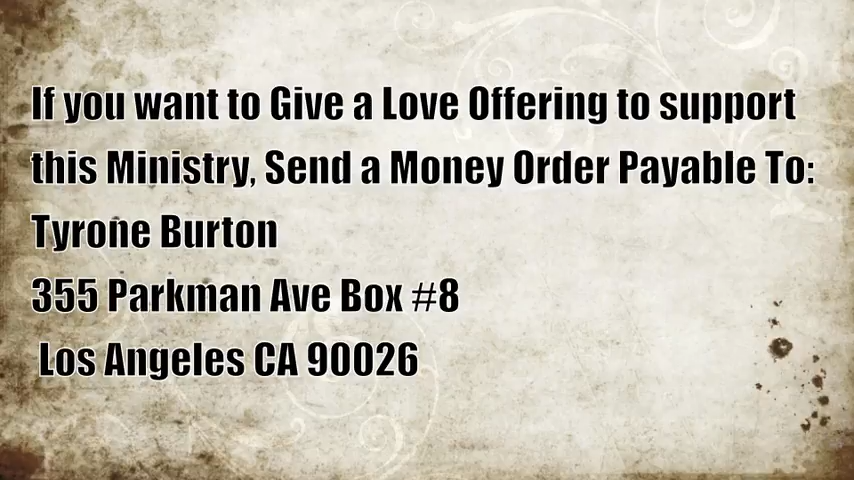 If you want to Give a Love Offering to support
this Ministry, Send a Money Order Payable To:
Tyrone Burton
355 Parkman Ave Box #8
Los Angeles CA 90026